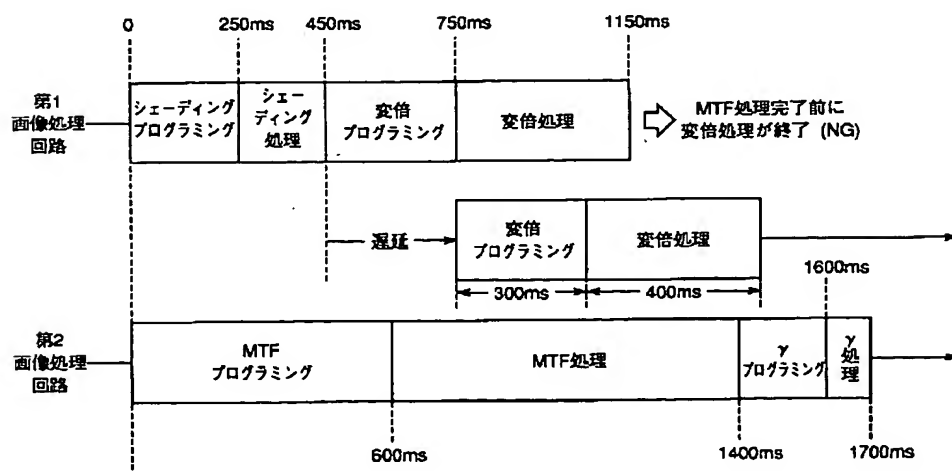 0
250ms
450ms
750ms
1150ms
第1
画像処理
回路
シェーディング
プログラミング
シェー
ディング
処理
変倍
プログラミング
変倍処理
MTF処理完了前に
変倍処理が終了 (NG)
遅延
変倍
プログラミング
変倍処理
300ms
400ms
1600ms
第2
画像処理
回路
MTF
プログラミング
MTF処理
γ
プログラミング
γ
処
理
600ms
1400ms
1700ms